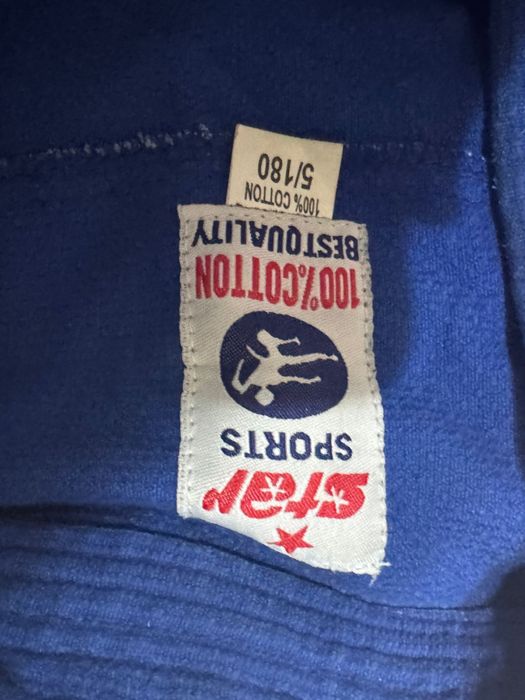 star
SPORTS
100%COTTON
BESTQUALITY
100% COTTON
5/180